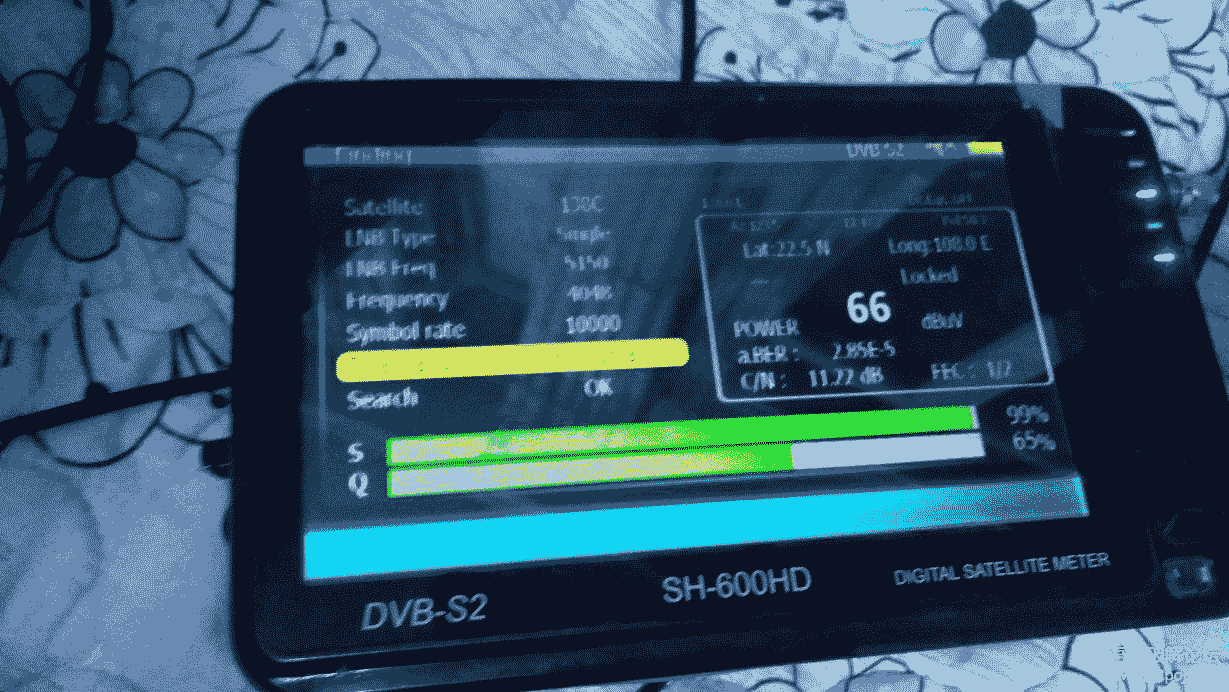 DVB-S2
Satellite 138C
LNB Type Single
LNB Freq 5150
Frequency 4048
Symbol rate 10000
Search OK
Lat:22.5 N Long:108.0 E
Locked
POWER 66 dBuV
a.BER : 2.85E-5
C/N : 11.22 dB FEC : 1/2
S 99%
Q 65%
DVB-S2 SH-600HD DIGITAL SATELLITE METER